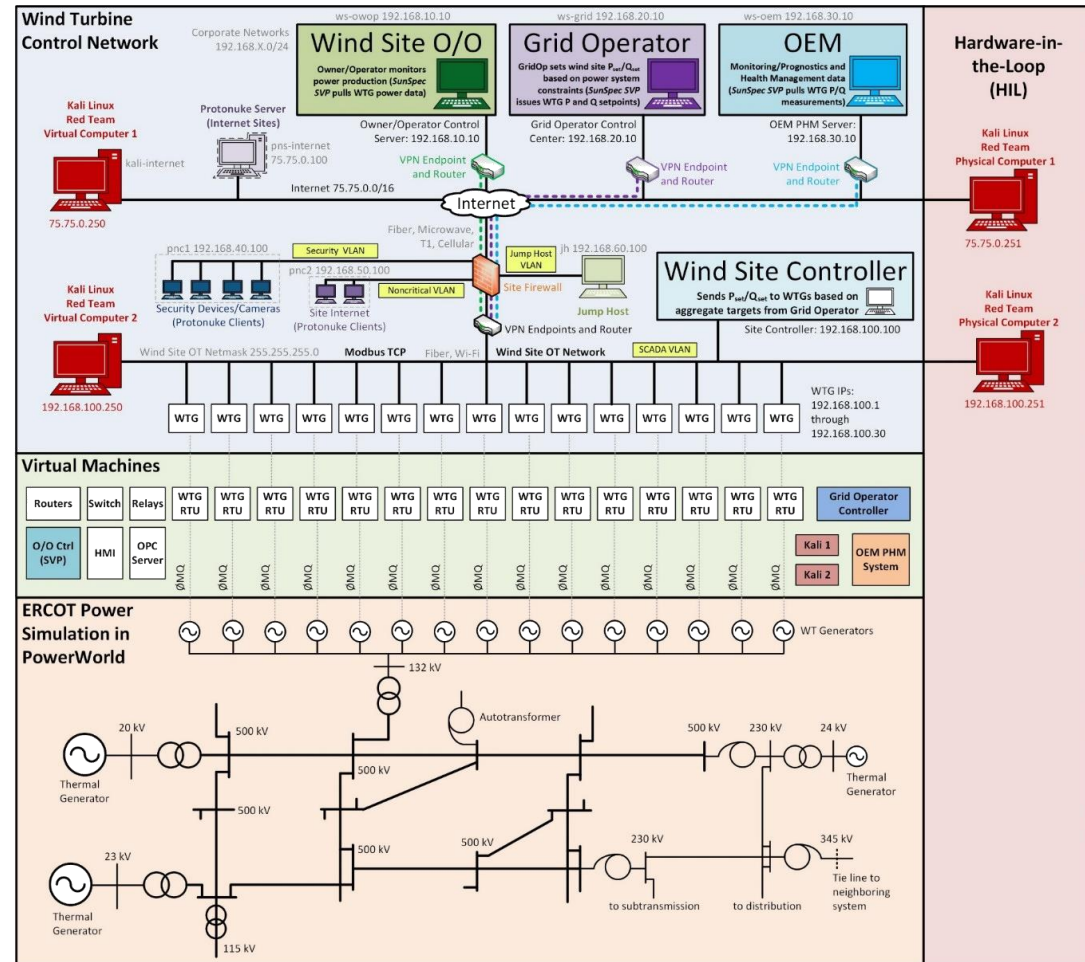 Wind Turbine
Control Network
Corporate Networks
192.168.X.0/24
ws-owop 192.168.10.10
Wind Site O/O
Owner/Operator monitors
power production (SunSpec
SVP pulls WTG power data)
ws-grid 192.168.20.10
Grid Operator
GridOp sets wind site Pset/Qset
based on power system
constraints (SunSpec SVP
issues WTG P and Q setpoints)
ws-oem 192.168.30.10
OEM
Monitoring/Prognostics and
Health Management data
(SunSpec SVP pulls WTG P/Q
measurements)
Hardware-in-
the-Loop
(HIL)
Kali Linux
Red Team
Virtual Computer 1
kali-internet
75.75.0.250
Protonuke Server
(Internet Sites)
pns-internet
75.75.0.100
Owner/Operator Control
Server: 192.168.10.10
VPN Endpoint
and Router
Grid Operator Control
Center: 192.168.20.10
VPN Endpoint
and Router
OEM PHM Server:
192.168.30.10
VPN Endpoint
and Router
Kali Linux
Red Team
Physical Computer 1
75.75.0.251
Internet 75.75.0.0/16
Internet
Fiber, Microwave,
T1, Cellular
pnc1 192.168.40.100
Security VLAN
Security Devices/Cameras
(Protonuke Clients)
pnc2 192.168.50.100
Noncritical VLAN
Site Internet
(Protonuke Clients)
Jump Host
VLAN
jh 192.168.60.100
Site Firewall
Jump Host
VPN Endpoints and Router
Wind Site Controller
Sends Pset/Qset to WTGs based on
aggregate targets from Grid Operator
Site Controller: 192.168.100.100
Kali Linux
Red Team
Virtual Computer 2
192.168.100.250
Kali Linux
Red Team
Physical Computer 2
192.168.100.251
Wind Site OT Netmask 255.255.255.0
Modbus TCP
Fiber, Wi-Fi
Wind Site OT Network
SCADA VLAN
WTG WTG WTG WTG WTG WTG WTG WTG WTG WTG WTG WTG WTG WTG WTG
WTG IPs:
192.168.100.1
through
192.168.100.30
Virtual Machines
Routers
Switch
Relays
O/O Ctrl
(SVP)
HMI
OPC
Server
WTG WTG WTG WTG WTG WTG WTG WTG WTG WTG WTG WTG WTG WTG WTG
RTU RTU RTU RTU RTU RTU RTU RTU RTU RTU RTU RTU RTU RTU RTU
Grid Operator
Controller
Kali 1
Kali 2
OEM PHM
System
ØMQ ØMQ ØMQ ØMQ ØMQ ØMQ ØMQ ØMQ ØMQ ØMQ ØMQ ØMQ ØMQ ØMQ ØMQ
ERCOT Power
Simulation in
PowerWorld
WT Generators
132 kV
Autotransformer
20 kV
Thermal
Generator
500 kV
500 kV
500 kV
230 kV
24 kV
Thermal
Generator
500 kV
23 kV
Thermal
Generator
500 kV
500 kV
230 kV
345 kV
to subtransmission
to distribution
Tie line to
neighboring
system
115 kV